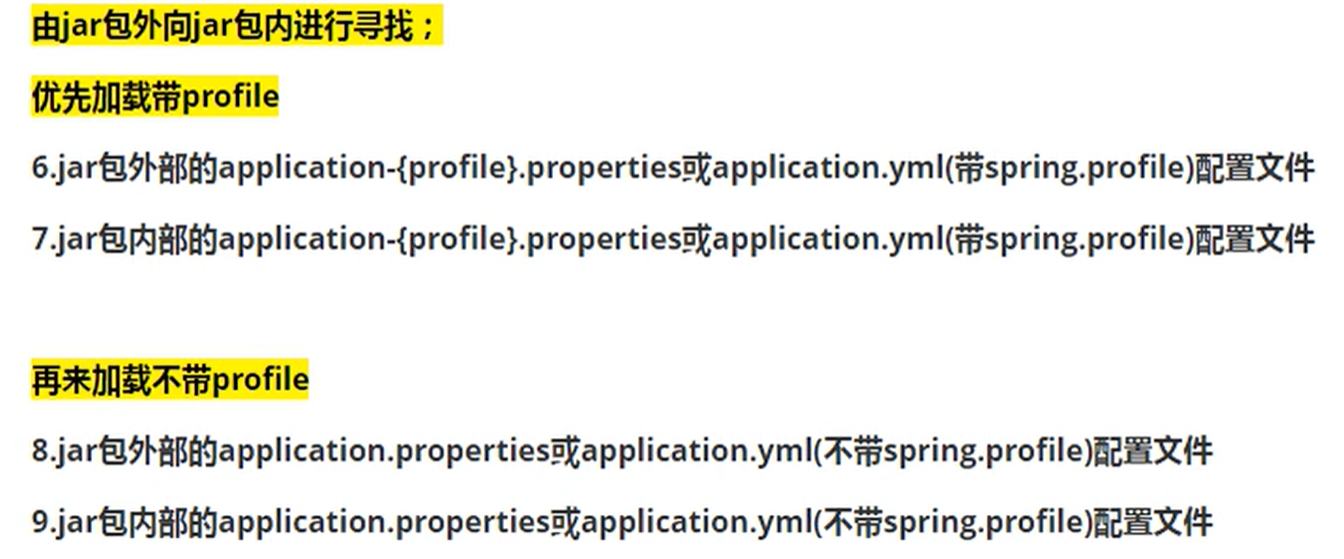 由jar包外向jar包内进行寻找；
优先加载带profile
6.jar包外部的application-{profile}.properties或application.yml(带spring.profile)配置文件
7.jar包内部的application-{profile}.properties或application.yml(带spring.profile)配置文件
再来加载不带profile
8.jar包外部的application.properties或application.yml(不带spring.profile)配置文件
9.jar包内部的application.properties或application.yml(不带spring.profile)配置文件